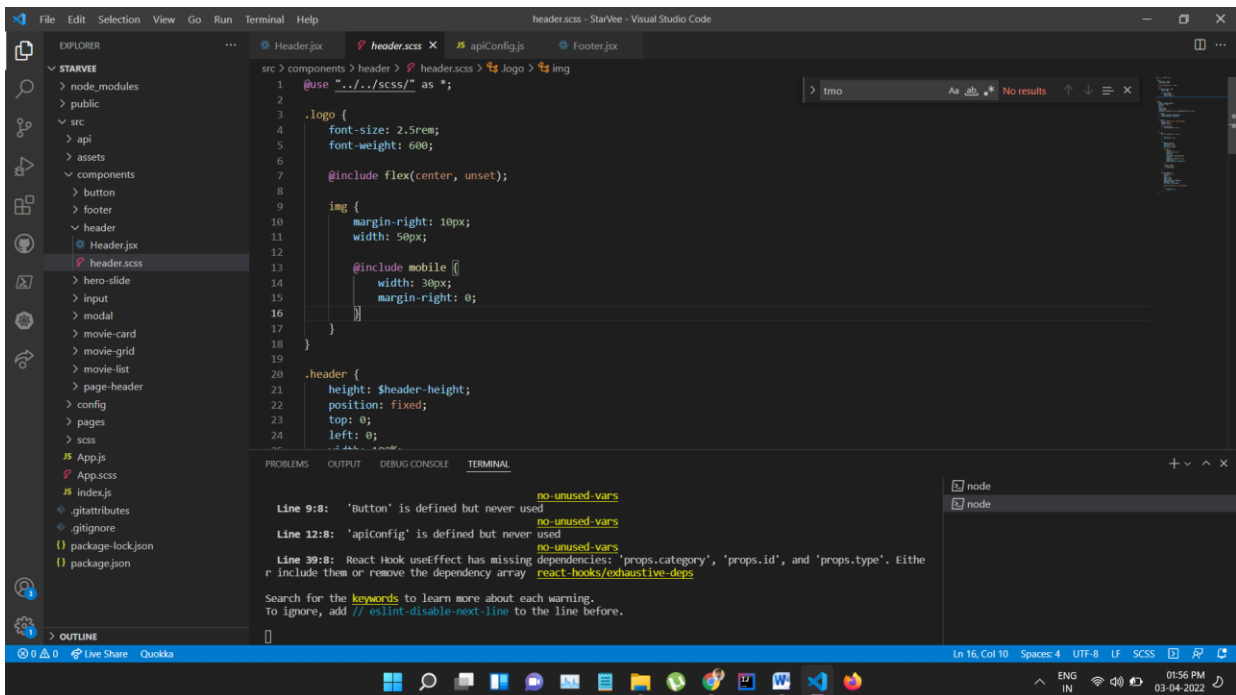 File Edit Selection View Go Run Terminal Help header.scss - StarVee - Visual Studio Code
EXPLORER ...
STARVEE
> node_modules
> public
src
> api
> assets
components
> button
> footer
header
Header.jsx
header.scss
> hero-slide
> input
> modal
> movie-card
> movie-grid
> movie-list
> page-header
> config
> pages
> scss
JS App.js
App.scss
JS index.js
.gitattributes
.gitignore
{} package-lock.json
{} package.json
> OUTLINE
Header.jsx header.scss JS apiConfig.js Footer.jsx ...
src > components > header > header.scss > .logo > img
> tmo Aa ab .* No results
1 @use "../../scss/" as *;
2
3 .logo {
4 font-size: 2.5rem;
5 font-weight: 600;
6
7 @include flex(center, unset);
8
9 img {
10 margin-right: 10px;
11 width: 50px;
12
13 @include mobile {
14 width: 30px;
15 margin-right: 0;
16 }
17 }
18 }
19
20 .header {
21 height: $header-height;
22 position: fixed;
23 top: 0;
24 left: 0;
PROBLEMS OUTPUT DEBUG CONSOLE TERMINAL
no-unused-vars
Line 9:8: 'Button' is defined but never used
no-unused-vars
Line 12:8: 'apiConfig' is defined but never used
no-unused-vars
Line 39:8: React Hook useEffect has missing dependencies: 'props.category', 'props.id', and 'props.type'. Eithe
r include them or remove the dependency array react-hooks/exhaustive-deps
Search for the keywords to learn more about each warning.
To ignore, add // eslint-disable-next-line to the line before.
node
node
3
1
0 0 Live Share Quokka Ln 16, Col 10 Spaces: 4 UTF-8 LF SCSS
ENG
IN
01:56 PM
03-04-2022